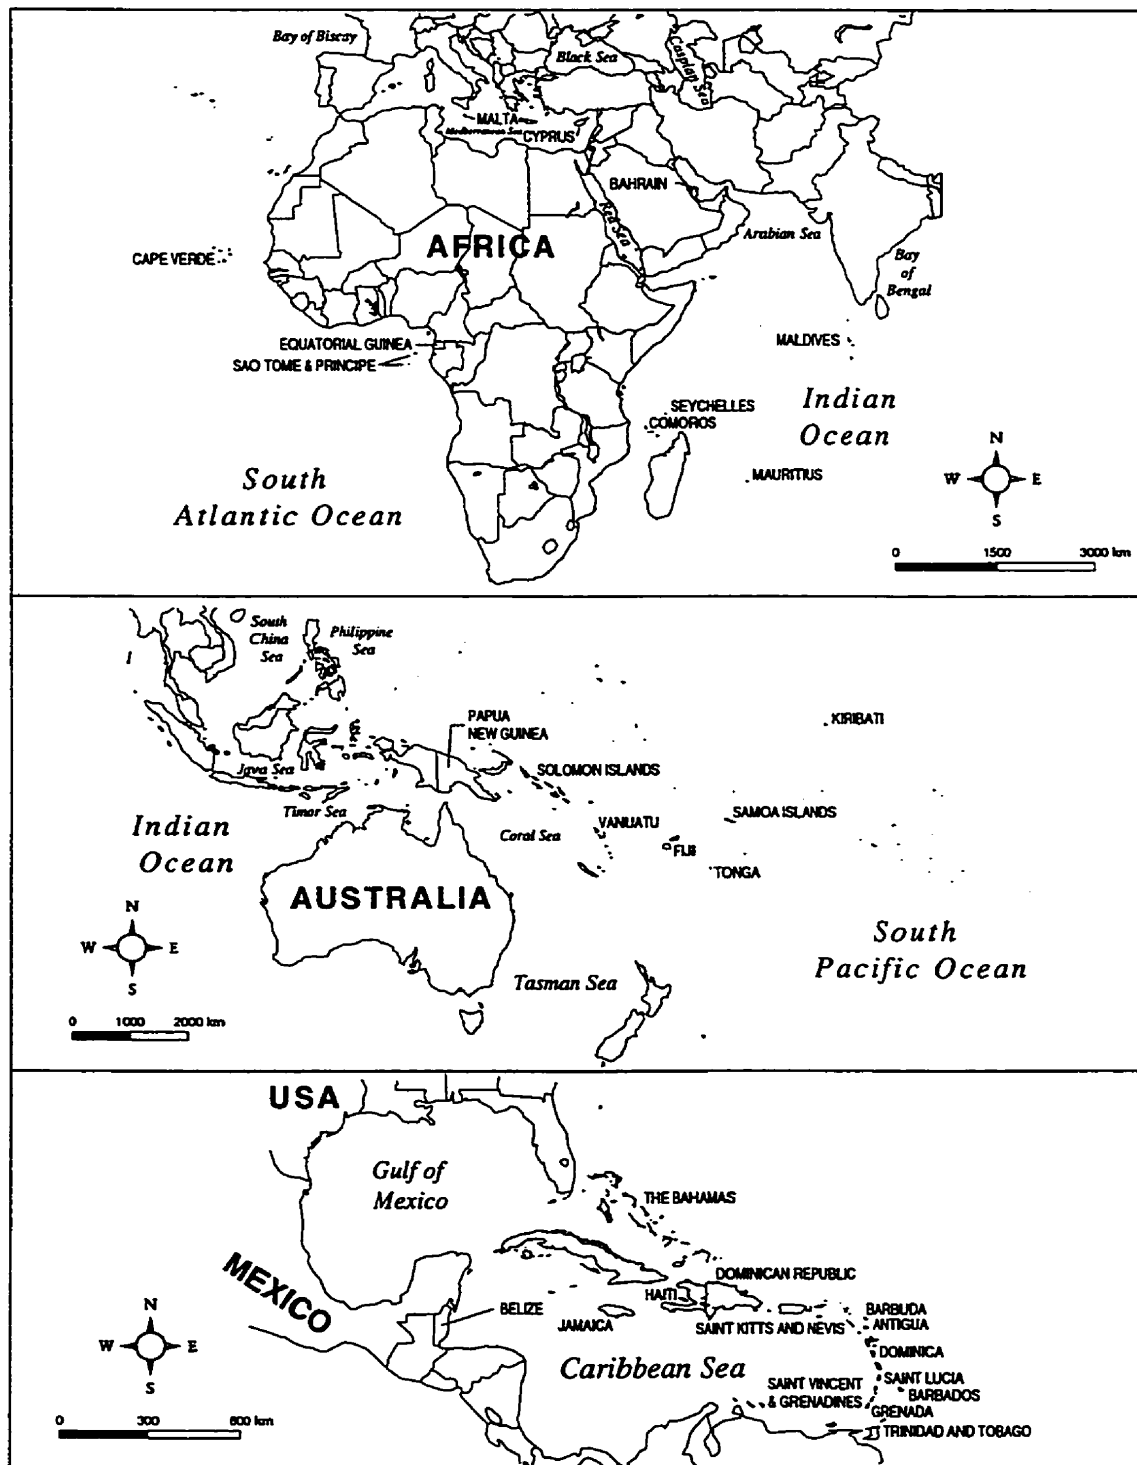 Bay of Biscay
Black Sea
Caspian Sea
MALTA
Mediterranean Sea
CYPRUS
BAHRAIN
Red Sea
Arabian Sea
AFRICA
CAPE VERDE
Bay
of
Bengal
EQUATORIAL GUINEA
SAO TOME & PRINCIPE
MALDIVES
SEYCHELLES
COMOROS
Indian
Ocean
MAURITIUS
South
Atlantic Ocean
N
W E
S
0 1500 3000 km
South
China
Sea
Philippine
Sea
PAPUA
NEW GUINEA
KIRIBATI
Java Sea
SOLOMON ISLANDS
Timor Sea
Coral Sea
VANUATU
SAMOA ISLANDS
FIJI
TONGA
Indian
Ocean
AUSTRALIA
N
W E
S
South
Pacific Ocean
Tasman Sea
0 1000 2000 km
USA
Gulf of
Mexico
THE BAHAMAS
MEXICO
DOMINICAN REPUBLIC
HAITI
BELIZE
JAMAICA
SAINT KITTS AND NEVIS
BARBUDA
ANTIGUA
DOMINICA
Caribbean Sea
SAINT VINCENT
& GRENADINES
SAINT LUCIA
BARBADOS
GRENADA
TRINIDAD AND TOBAGO
N
W E
S
0 300 600 km